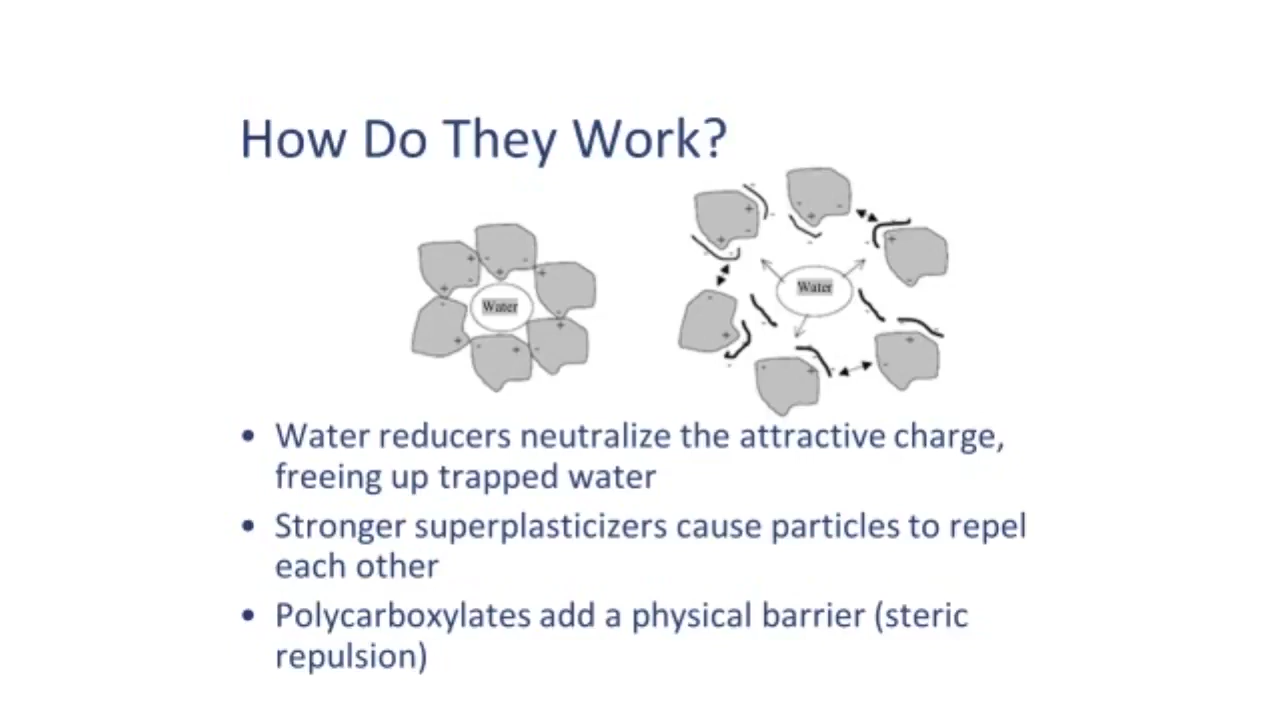 How Do They Work?
Water
Water
• Water reducers neutralize the attractive charge,
freeing up trapped water
• Stronger superplasticizers cause particles to repel
each other
• Polycarboxylates add a physical barrier (steric
repulsion)